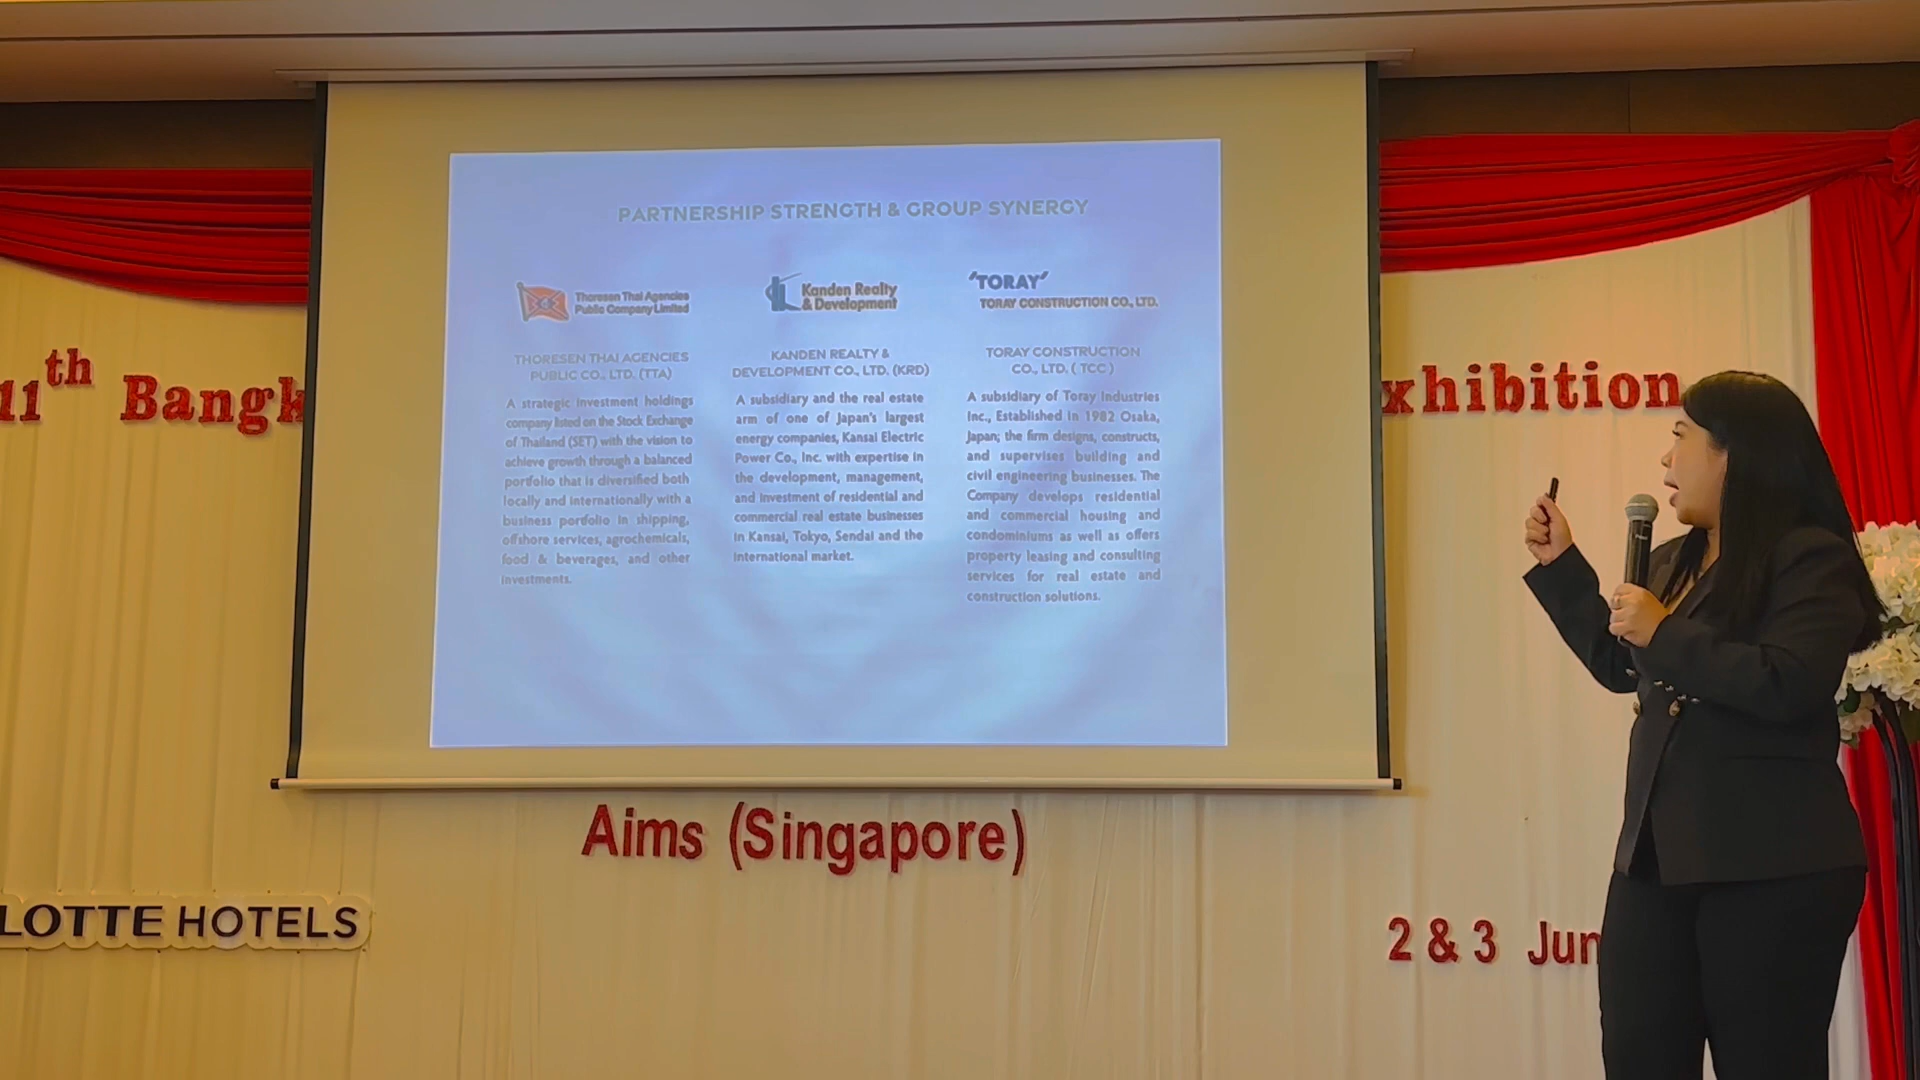 PARTNERSHIP STRENGTH & GROUP SYNERGY
Thoresen Thai Agencies
Public Company Limited
Kanden Realty
& Development
'TORAY'
TORAY CONSTRUCTION CO., LTD.
THORESEN THAI AGENCIES
PUBLIC CO., LTD. (TTA)
A strategic investment holdings
company listed on the Stock Exchange
of Thailand (SET) with the vision to
achieve growth through a balanced
portfolio that is diversified both
locally and internationally with a
business portfolio in shipping,
offshore services, agrochemicals,
food & beverages, and other
investments.
KANDEN REALTY &
DEVELOPMENT CO., LTD. (KRD)
A subsidiary and the real estate
arm of one of Japan's largest
energy companies, Kansai Electric
Power Co., Inc. with expertise in
the development, management,
and investment of residential and
commercial real estate businesses
in Kansai, Tokyo, Sendai and the
international market.
TORAY CONSTRUCTION
CO., LTD. ( TCC )
A subsidiary of Toray Industries
Inc., Established in 1982 Osaka,
Japan; the firm designs, constructs,
and supervises building and
civil engineering businesses. The
Company develops residential
and commercial housing and
condominiums as well as offers
property leasing and consulting
services for real estate and
construction solutions.
11th Bangk
xhibition
Aims (Singapore)
LOTTE HOTELS
2 & 3 Jun